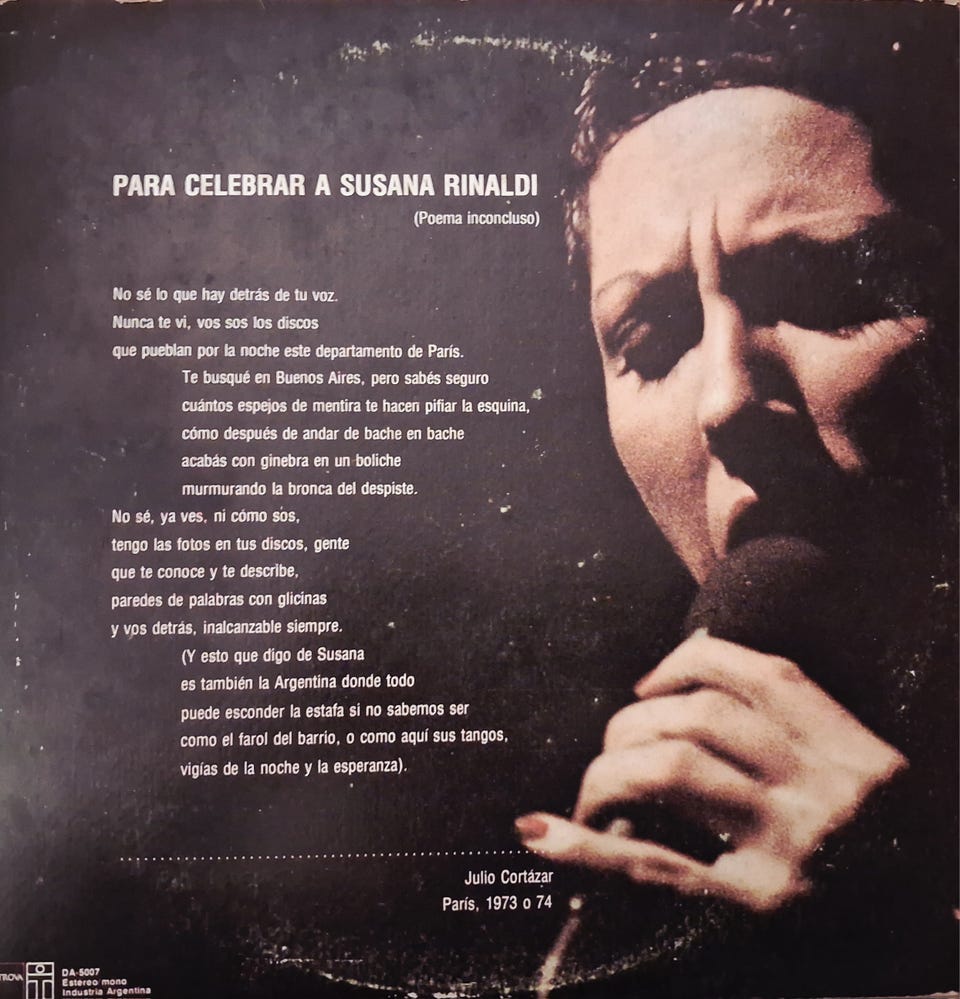 PARA CELEBRAR A SUSANA RINALDI
(Poema inconcluso)
No sé lo que hay detrás de tu voz.
Nunca te vi, vos sos los discos
que pueblan por la noche este departamento de París.
Te busqué en Buenos Aires, pero sabés seguro
cuántos espejos de mentira te hacen pifiar la esquina,
cómo después de andar de bache en bache
acabás con ginebra en un boliche
murmurando la bronca del despiste.
No sé, ya ves, ni cómo sos,
tengo las fotos en tus discos, gente
que te conoce y te describe,
paredes de palabras con glicinas
y vos detrás, inalcanzable siempre.
(Y esto que digo de Susana
es también la Argentina donde todo
puede esconder la estafa si no sabemos ser
como el farol del barrio, o como aquí sus tangos,
vigías de la noche y la esperanza).
Julio Cortázar
París, 1973 o 74
TROVA
DA-5007
Estéreo mono
Industria Argentina